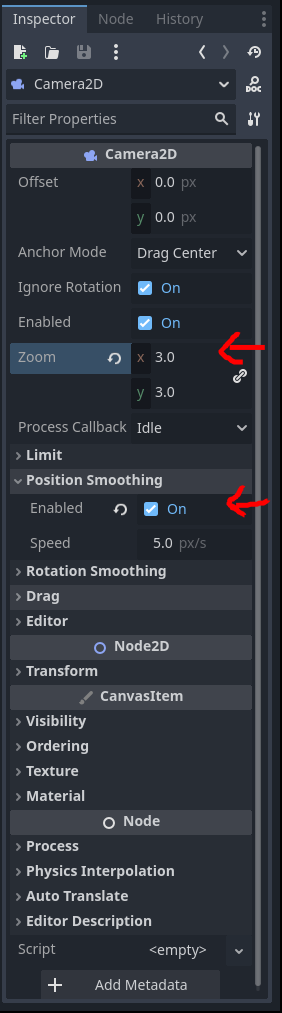 Inspector Node History
Camera2D
DOC
Filter Properties
Camera2D
Offset x 0.0 px
y 0.0 px
Anchor Mode Drag Center
Ignore Rotation On
Enabled On
Zoom x 3.0
y 3.0
Process Callback Idle
Limit
Position Smoothing
Enabled On
Speed 5.0 px/s
Rotation Smoothing
Drag
Editor
Node2D
Transform
CanvasItem
Visibility
Ordering
Texture
Material
Node
Process
Physics Interpolation
Auto Translate
Editor Description
Script <empty>
Add Metadata